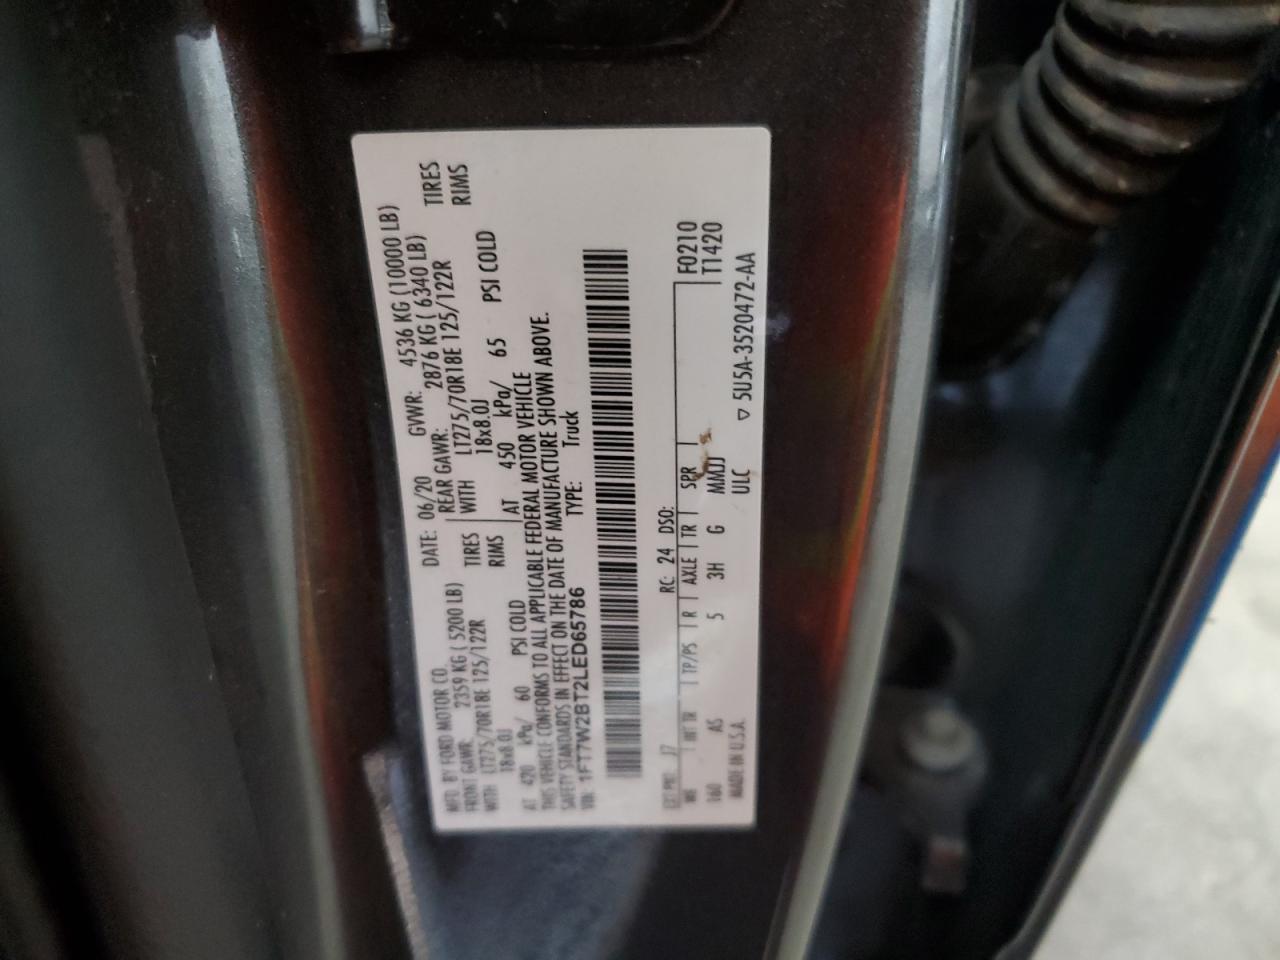 MFD. BY FORD MOTOR CO. DATE: 06/20 GVWR: 4536 KG (10000 LB)
FRONT GAWR: 2359 KG ( 5200 LB) REAR GAWR: 2876 KG ( 6340 LB)
WITH LT275/70R18E 125/122R TIRES WITH LT275/70R18E 125/122R TIRES
18x8.0J RIMS 18x8.0J RIMS
AT 420 kPa/ 60 PSI COLD AT 450 kPa/ 65 PSI COLD
THIS VEHICLE CONFORMS TO ALL APPLICABLE FEDERAL MOTOR VEHICLE
SAFETY STANDARDS IN EFFECT ON THE DATE OF MANUFACTURE SHOWN ABOVE.
VIN: 1FT7W2BT2LED65786 TYPE: Truck
EXT PNT: J7 RC: 24 DSO:
WB INT TR TP/PS R AXLE TR SPR F0210
160 AS 5 3H G MMJJ T1420
MADE IN U.S.A. ULC ▽ 5U5A-3520472-AA